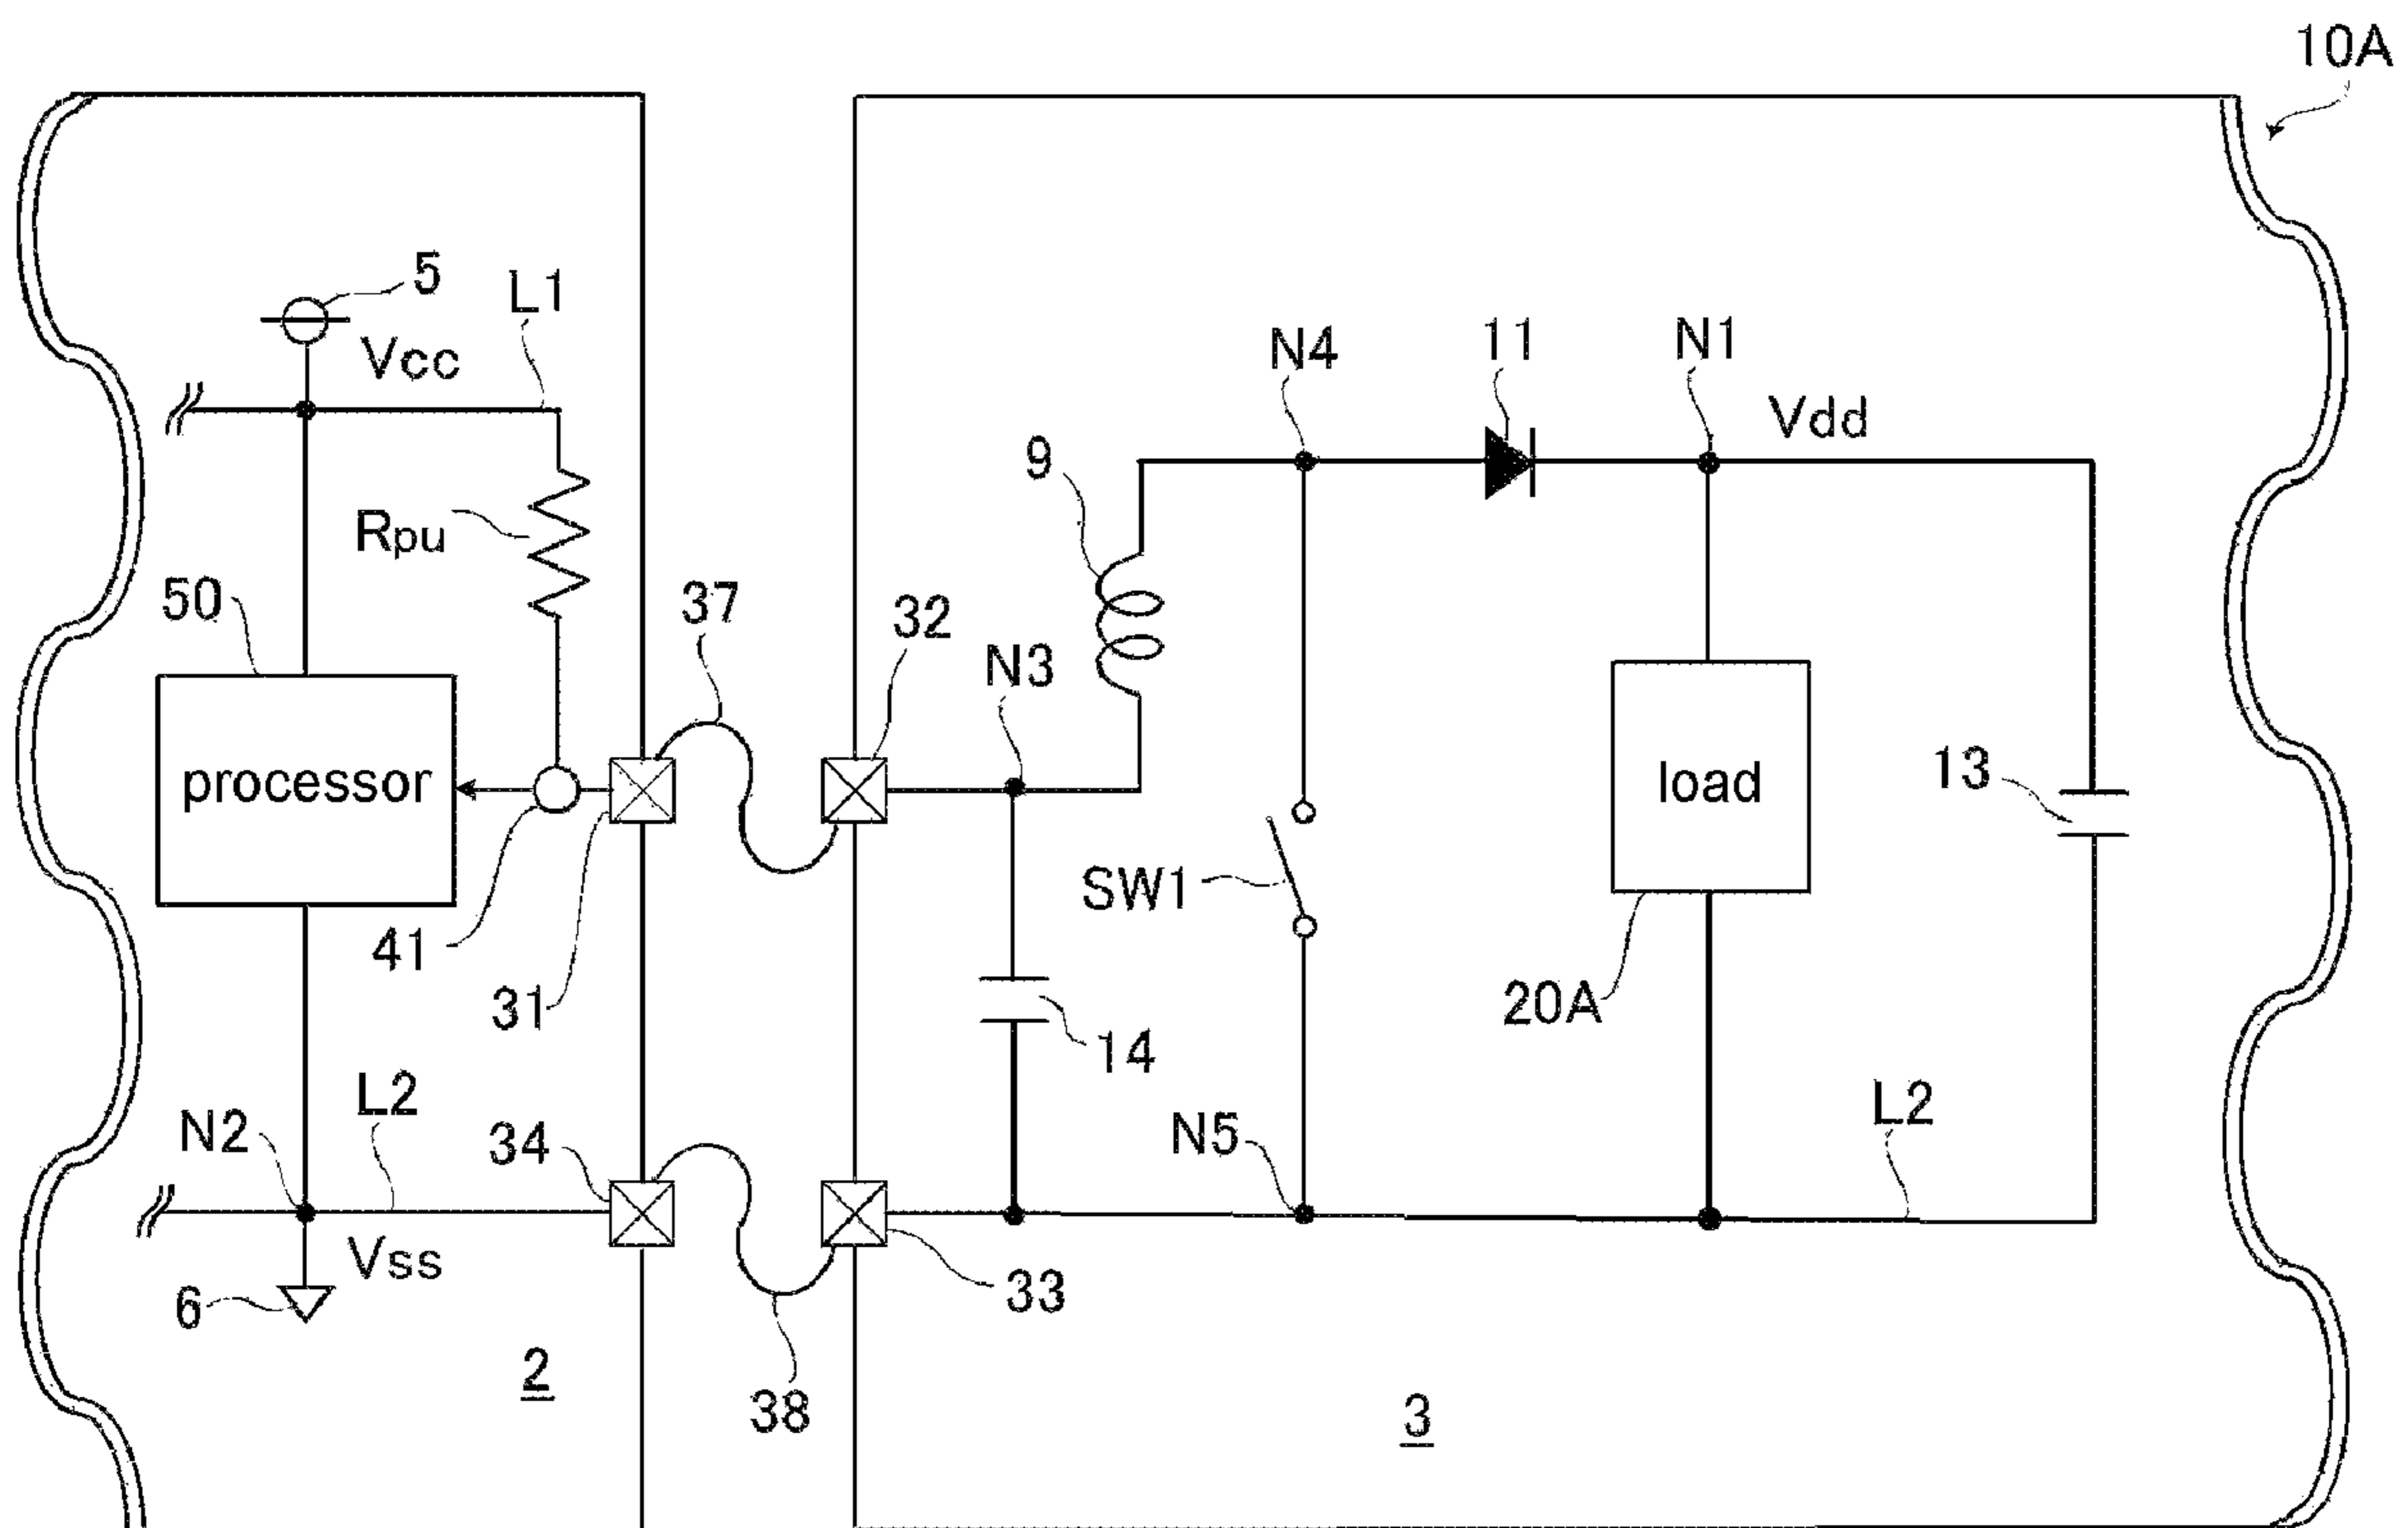 10A
5
L1
Vcc
N4
11
N1
Vdd
9
Rpu
50
37
32
N3
processor
load
13
SW1
41
31
20A
14
L2
N2
34
N5
L2
Vss
6
33
2
38
3